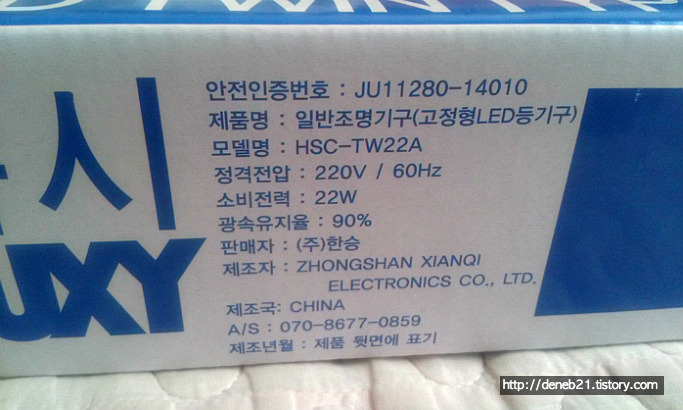 TWIN TYPE
시
UXY
안전인증번호 : JU11280-14010
제품명 : 일반조명기구(고정형LED등기구)
모델명 : HSC-TW22A
정격전압 : 220V / 60Hz
소비전력 : 22W
광속유지율 : 90%
판매자 : (주)한승
제조자 : ZHONGSHAN XIANQI
ELECTRONICS CO., LTD.
제조국: CHINA
A/S : 070-8677-0859
제조년월 : 제품 뒷면에 표기
http://deneb21.tistory.com